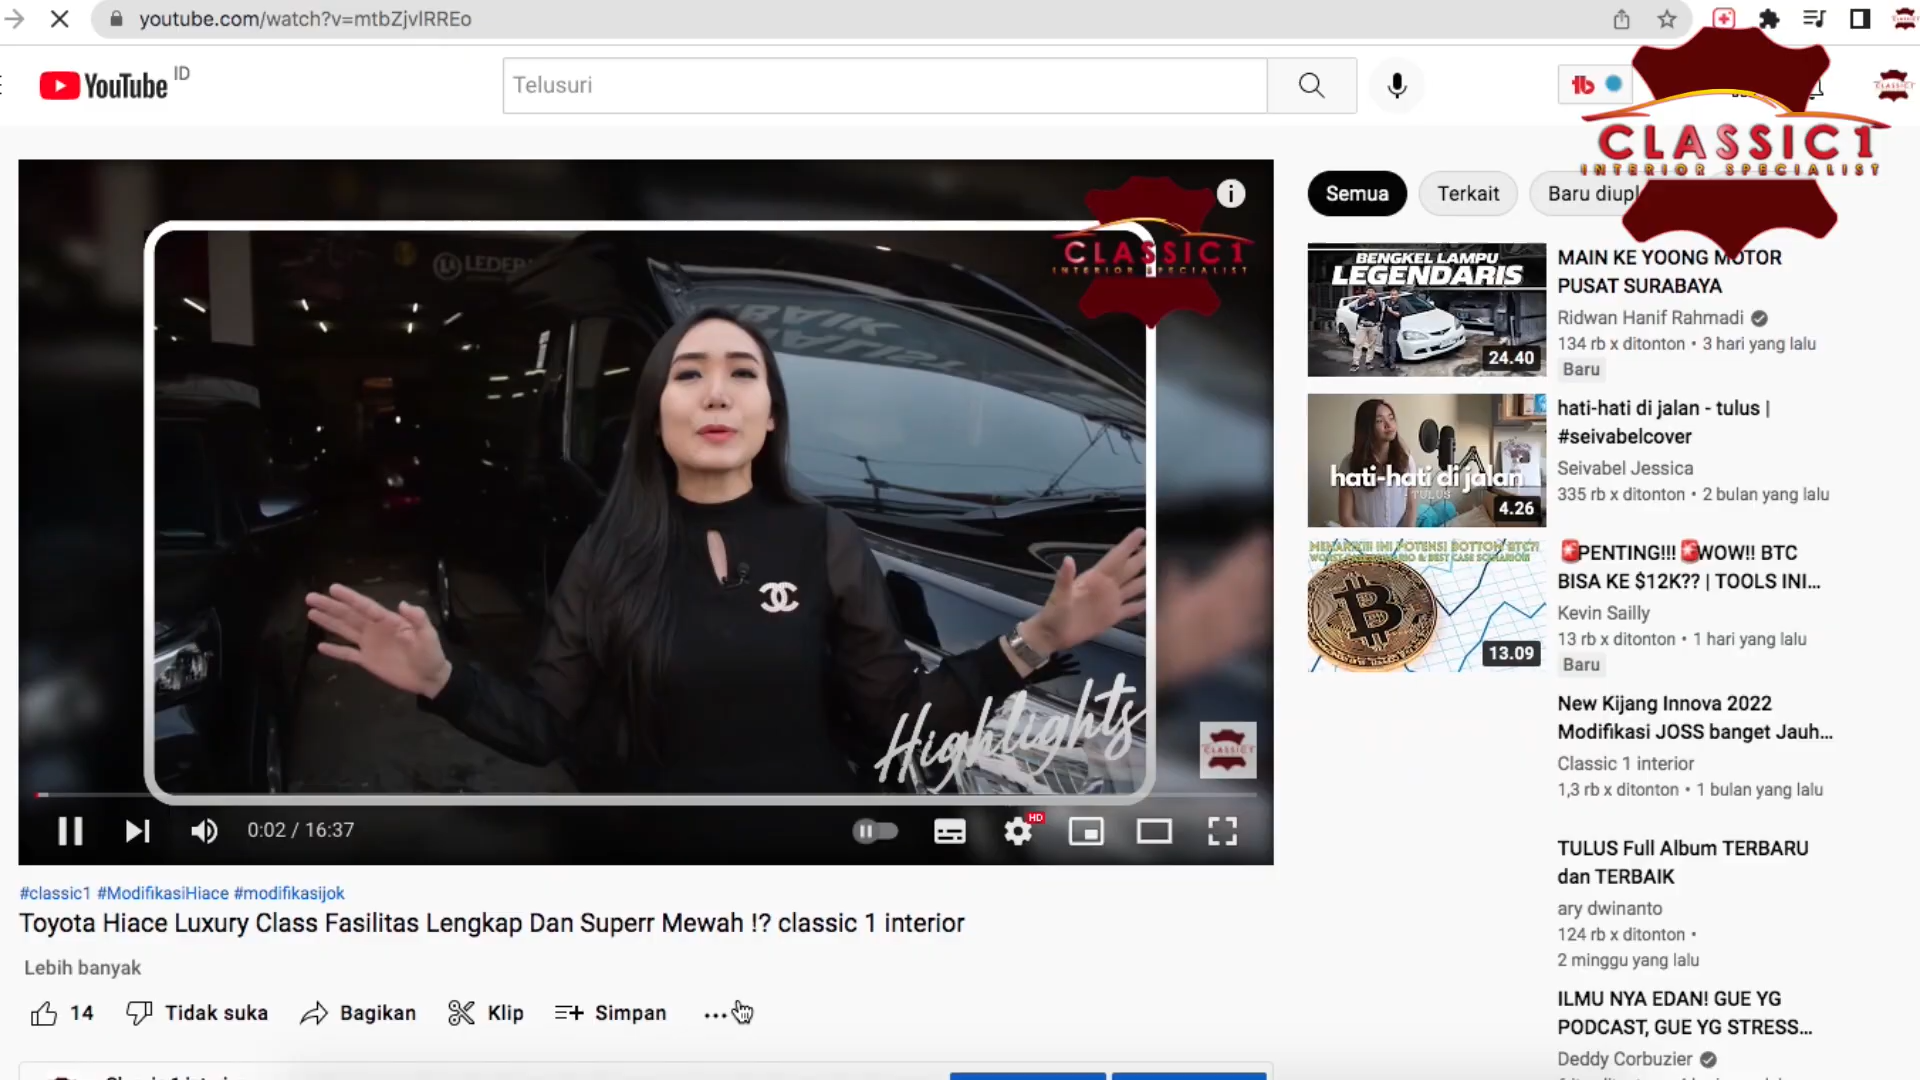 youtube.com/watch?v=mtbZjvlRREo
YouTube ID
Telusuri
CLASSIC1
INTERIOR SPECIALIST
CLASSIC1
INTERIOR SPECIALIST
Highlights
CLASSIC1
0:02 / 16:37
HD
#classic1 #ModifikasiHiace #modifikasijok
Toyota Hiace Luxury Class Fasilitas Lengkap Dan Superr Mewah !? classic 1 interior
Lebih banyak
14
Tidak suka
Bagikan
Klip
Simpan
Semua
Terkait
Baru diupl
BENGKEL LAMPU
LEGENDARIS
24.40
MAIN KE YOONG MOTOR
PUSAT SURABAYA
Ridwan Hanif Rahmadi
134 rb x ditonton • 3 hari yang lalu
Baru
hati-hati di jalan
- TULUS
4.26
hati-hati di jalan - tulus |
#seivabelcover
Seivabel Jessica
335 rb x ditonton • 2 bulan yang lalu
13.09
🚨PENTING!!! 🚨WOW!! BTC
BISA KE $12K?? | TOOLS INI...
Kevin Sailly
13 rb x ditonton • 1 hari yang lalu
Baru
New Kijang Innova 2022
Modifikasi JOSS banget Jauh...
Classic 1 interior
1,3 rb x ditonton • 1 bulan yang lalu
TULUS Full Album TERBARU
dan TERBAIK
ary dwinanto
124 rb x ditonton •
2 minggu yang lalu
ILMU NYA EDAN! GUE YG
PODCAST, GUE YG STRESS...
Deddy Corbuzier